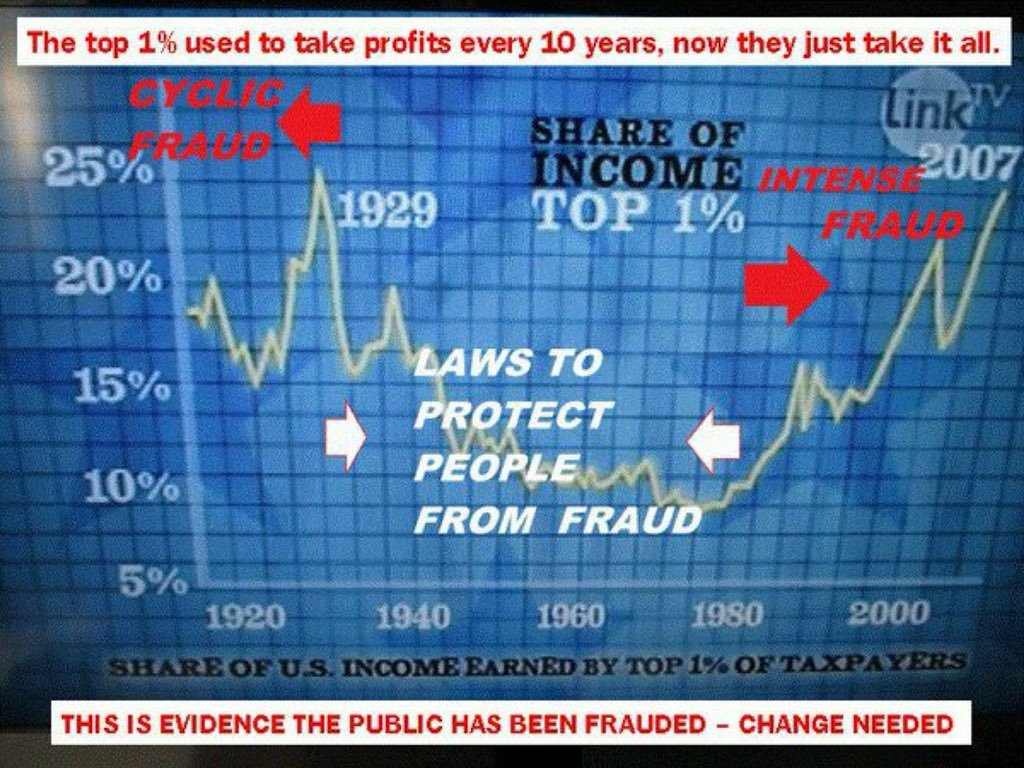 The top 1% used to take profits every 10 years, now they just take it all.
CYCLIC
FRAUD
Link TV
SHARE OF
INCOME
TOP 1%
2007
INTENSE
FRAUD
25%
1929
20%
15%
10%
5%
LAWS TO
PROTECT
PEOPLE
FROM FRAUD
1920 1940 1960 1980 2000
SHARE OF U.S. INCOME EARNED BY TOP 1% OF TAXPAYERS
THIS IS EVIDENCE THE PUBLIC HAS BEEN FRAUDED – CHANGE NEEDED